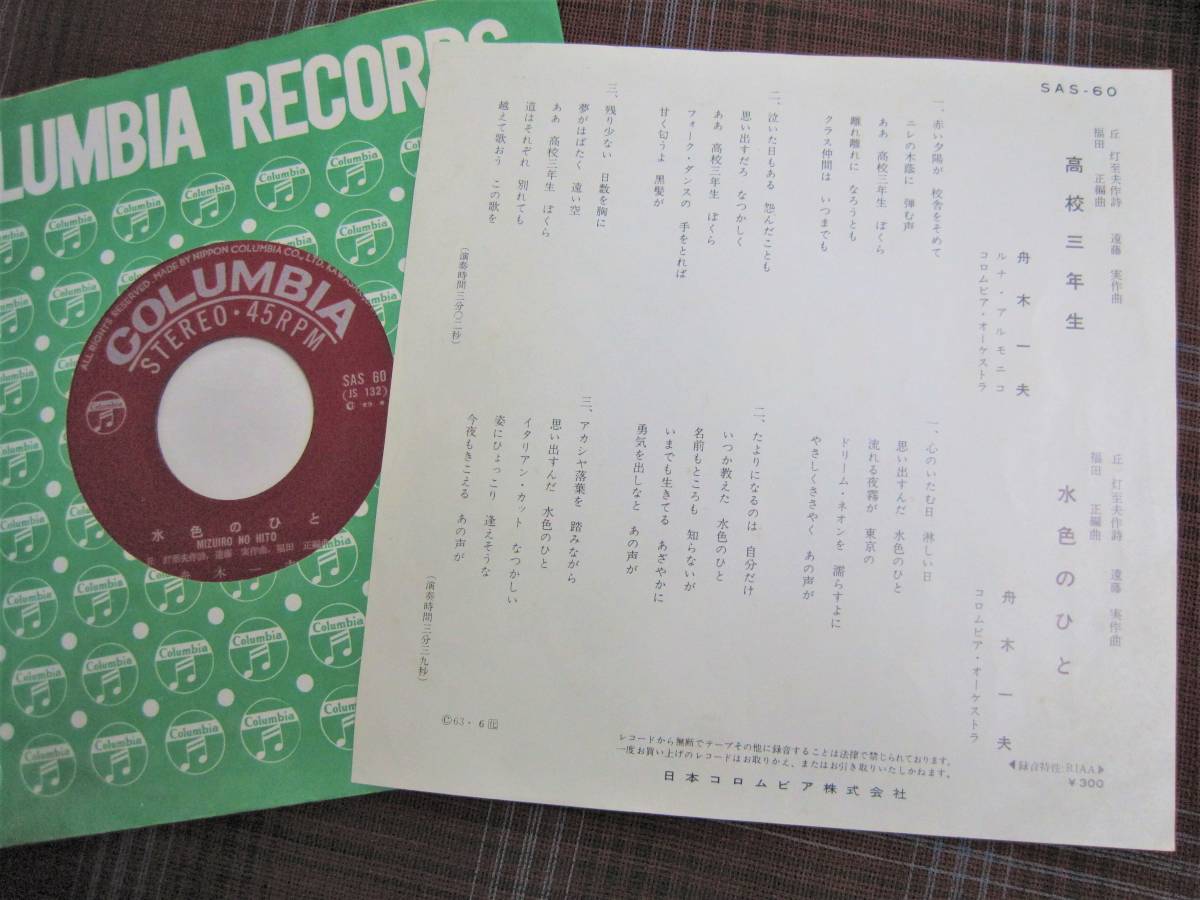 COLUMBIA RECORDS
Columbia
ALL RIGHTS RESERVED. MADE BY NIPPON COLUMBIA CO., LTD.
COLUMBIA
STEREO・45RPM
SAS 60
(JS 132)
水色のひと
MIZUIRO NO HITO
SAS-60
丘 灯至夫作詩 遠藤 実作曲
福田 正編曲
高校三年生
舟木一夫
ルナ・アルモニコ
コロムビア・オーケストラ
一、赤い夕陽が 校舎をそめて
ニレの木蔭に 弾む声
ああ 高校三年生 ぼくら
離れ離れに なろうとも
クラス仲間は いつまでも
二、泣いた日もある 怨んだことも
思い出すだろ なつかしく
ああ 高校三年生 ぼくら
フォーク・ダンスの 手をとれば
甘く匂うよ 黒髪が
三、残り少ない 日数を胸に
夢がはばたく 遠い空
ああ 高校三年生 ぼくら
道はそれぞれ 別れても
越えて歌おう この歌を
(演奏時間三分〇二秒)
丘 灯至夫作詩 遠藤 実作曲
福田 正編曲
水色のひと
舟木一夫
コロムビア・オーケストラ
一、心のいたむ日 淋しい日
思い出すんだ 水色のひと
流れる夜霧が 東京の
ドリーム・ネオンを 濡らすよに
やさしくささやく あの声が
二、たよりになるのは 自分だけ
いつか教えた 水色のひと
名前もところも 知らないが
いまでも生きてる あざやかに
勇気を出しなと あの声が
三、アカシヤ落葉を 踏みながら
思い出すんだ 水色のひと
イタリアン・カット なつかしい
姿にひょっこり 逢えそうな
今夜もきこえる あの声が
(演奏時間三分三九秒)
Ⓒ63・6
レコードから無断でテープその他に録音することは法律で禁じられております。
一度お買い上げのレコードはお取りかえ、またはお引き取りいたしかねます。
日本コロムビア株式会社
◀録音特性:RIAA▶
￥300